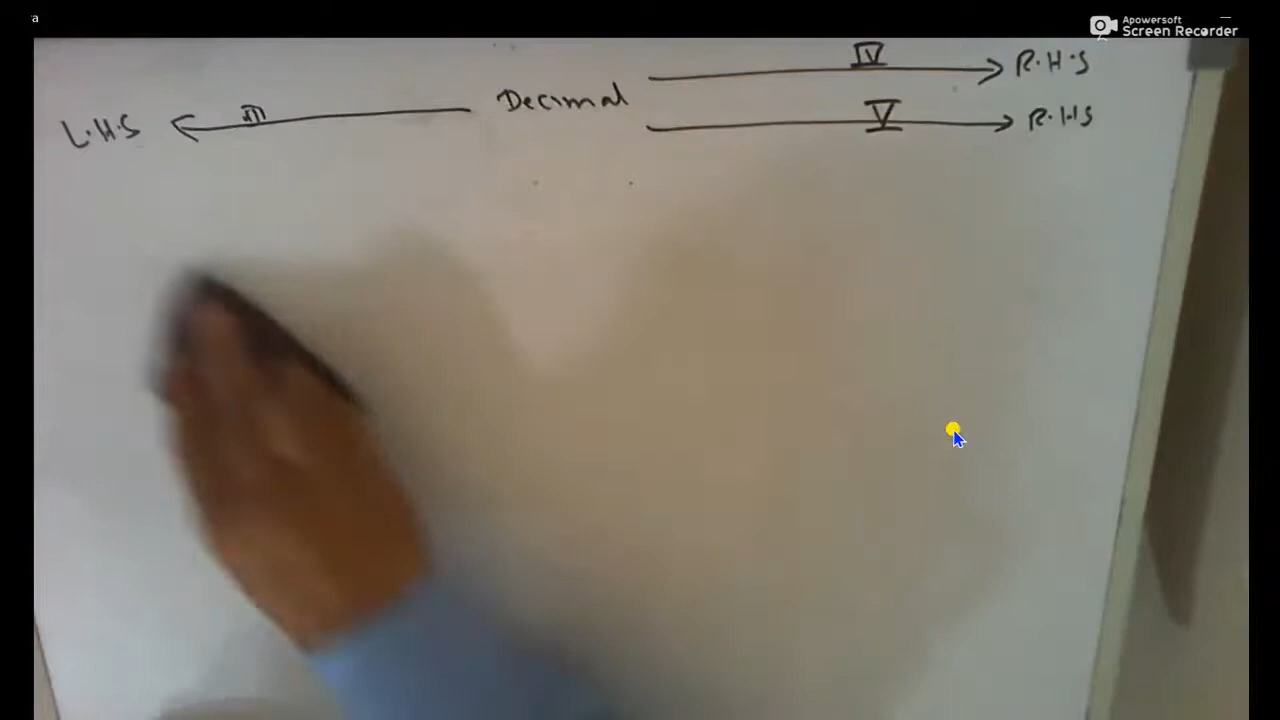 a
Apowersoft
Screen Recorder
IV
R.H.S
L.H.S
III
Decimal
V
R.H.S